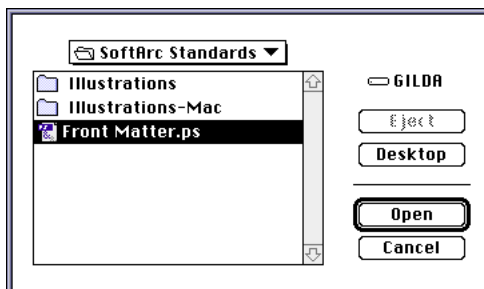 SoftArc Standards
Illustrations
Illustrations-Mac
Front Matter.ps
GILDA
Eject
Desktop
Open
Cancel